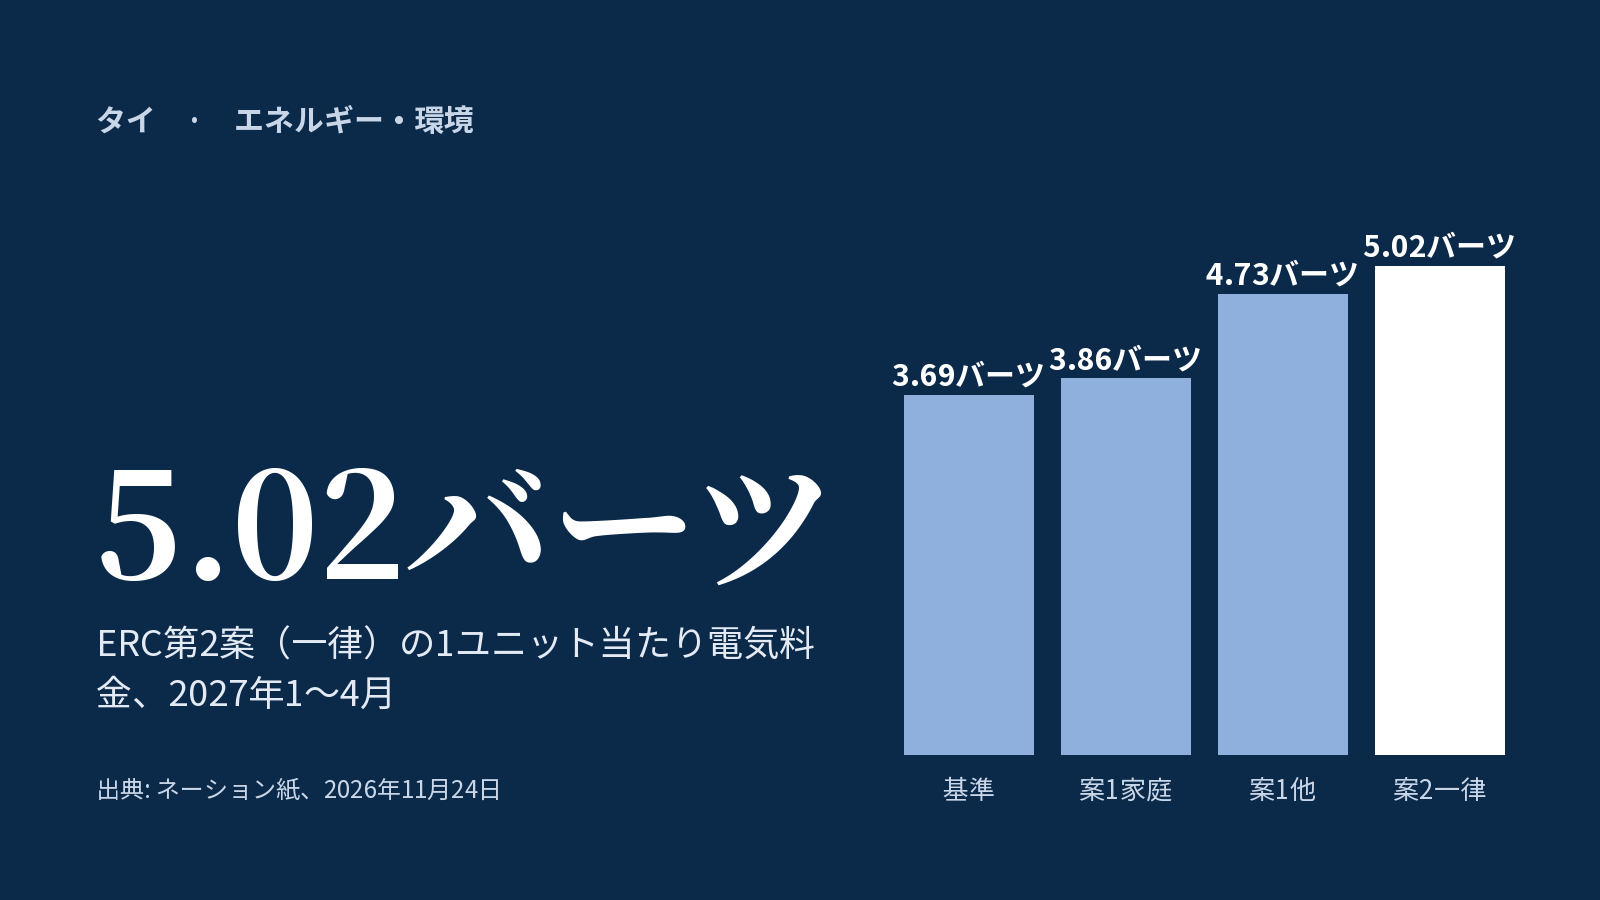 タイ · エネルギー・環境
5.02バーツ
ERC第2案（一律）の1ユニット当たり電気料
金、2027年1〜4月
出典: ネーション紙、2026年11月24日
3.69バーツ
3.86バーツ
4.73バーツ
5.02バーツ
基準
案1家庭
案1他
案2一律